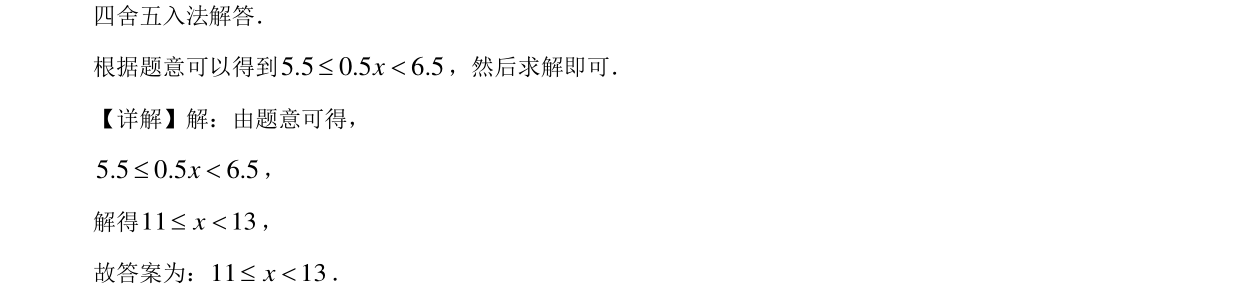 四舍五入法解答．
根据题意可以得到5.5≤0.5x<6.5，然后求解即可．
【详解】解：由题意可得，
5.5≤0.5x<6.5，
解得11≤x<13，
故答案为：11≤x<13．